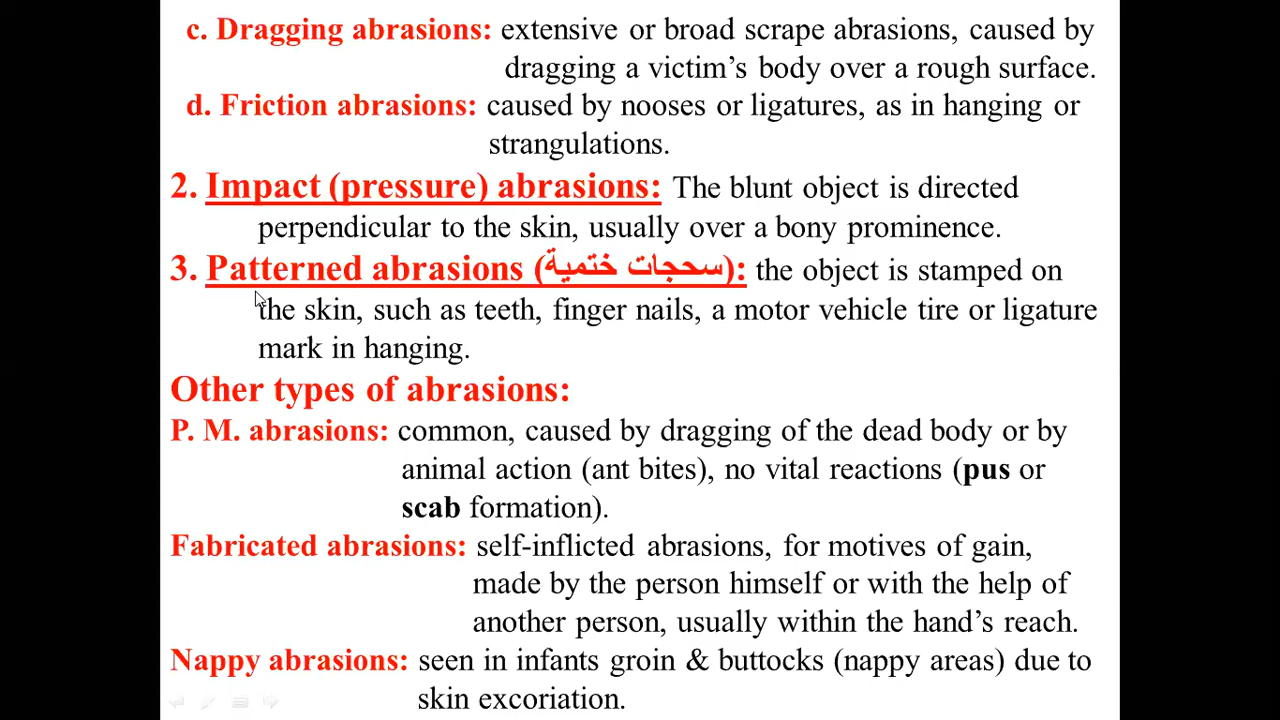 c. Dragging abrasions: extensive or broad scrape abrasions, caused by
dragging a victim’s body over a rough surface.
d. Friction abrasions: caused by nooses or ligatures, as in hanging or
strangulations.
2. Impact (pressure) abrasions: The blunt object is directed
perpendicular to the skin, usually over a bony prominence.
3. Patterned abrasions (سحجات ختمية): the object is stamped on
the skin, such as teeth, finger nails, a motor vehicle tire or ligature
mark in hanging.
Other types of abrasions:
P. M. abrasions: common, caused by dragging of the dead body or by
animal action (ant bites), no vital reactions (pus or
scab formation).
Fabricated abrasions: self-inflicted abrasions, for motives of gain,
made by the person himself or with the help of
another person, usually within the hand’s reach.
Nappy abrasions: seen in infants groin & buttocks (nappy areas) due to
skin excoriation.